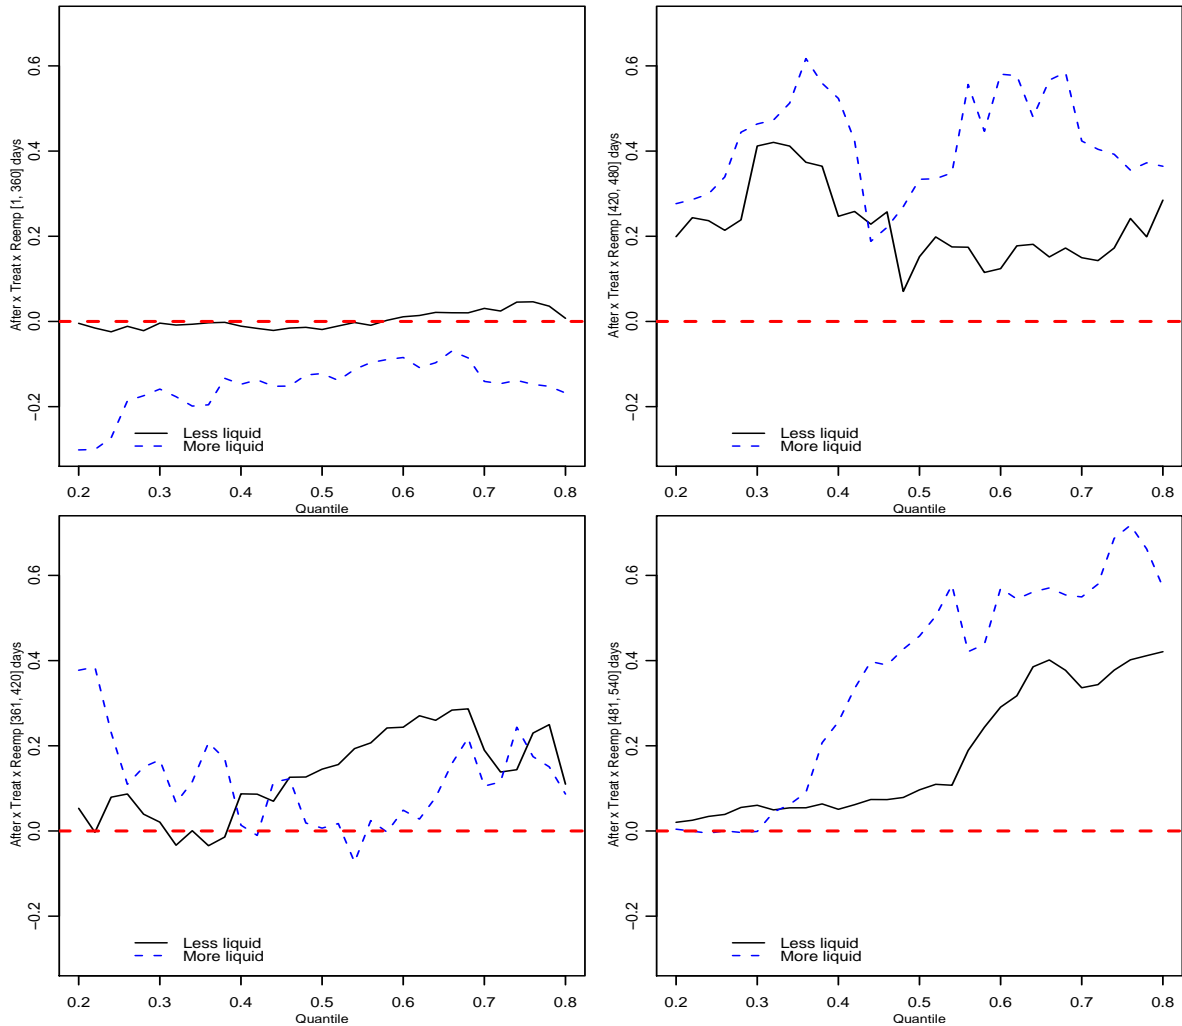 After x Treat x Reemp [1, 360] days
0.6
0.4
0.2
0.0
−0.2
Less liquid
More liquid
0.2 0.3 0.4 0.5 0.6 0.7 0.8
Quantile
After x Treat x Reemp [420, 480] days
0.6
0.4
0.2
0.0
−0.2
Less liquid
More liquid
0.2 0.3 0.4 0.5 0.6 0.7 0.8
Quantile
After x Treat x Reemp [361, 420] days
0.6
0.4
0.2
0.0
−0.2
Less liquid
More liquid
0.2 0.3 0.4 0.5 0.6 0.7 0.8
Quantile
After x Treat x Reemp [481, 540] days
0.6
0.4
0.2
0.0
−0.2
Less liquid
More liquid
0.2 0.3 0.4 0.5 0.6 0.7 0.8
Quantile